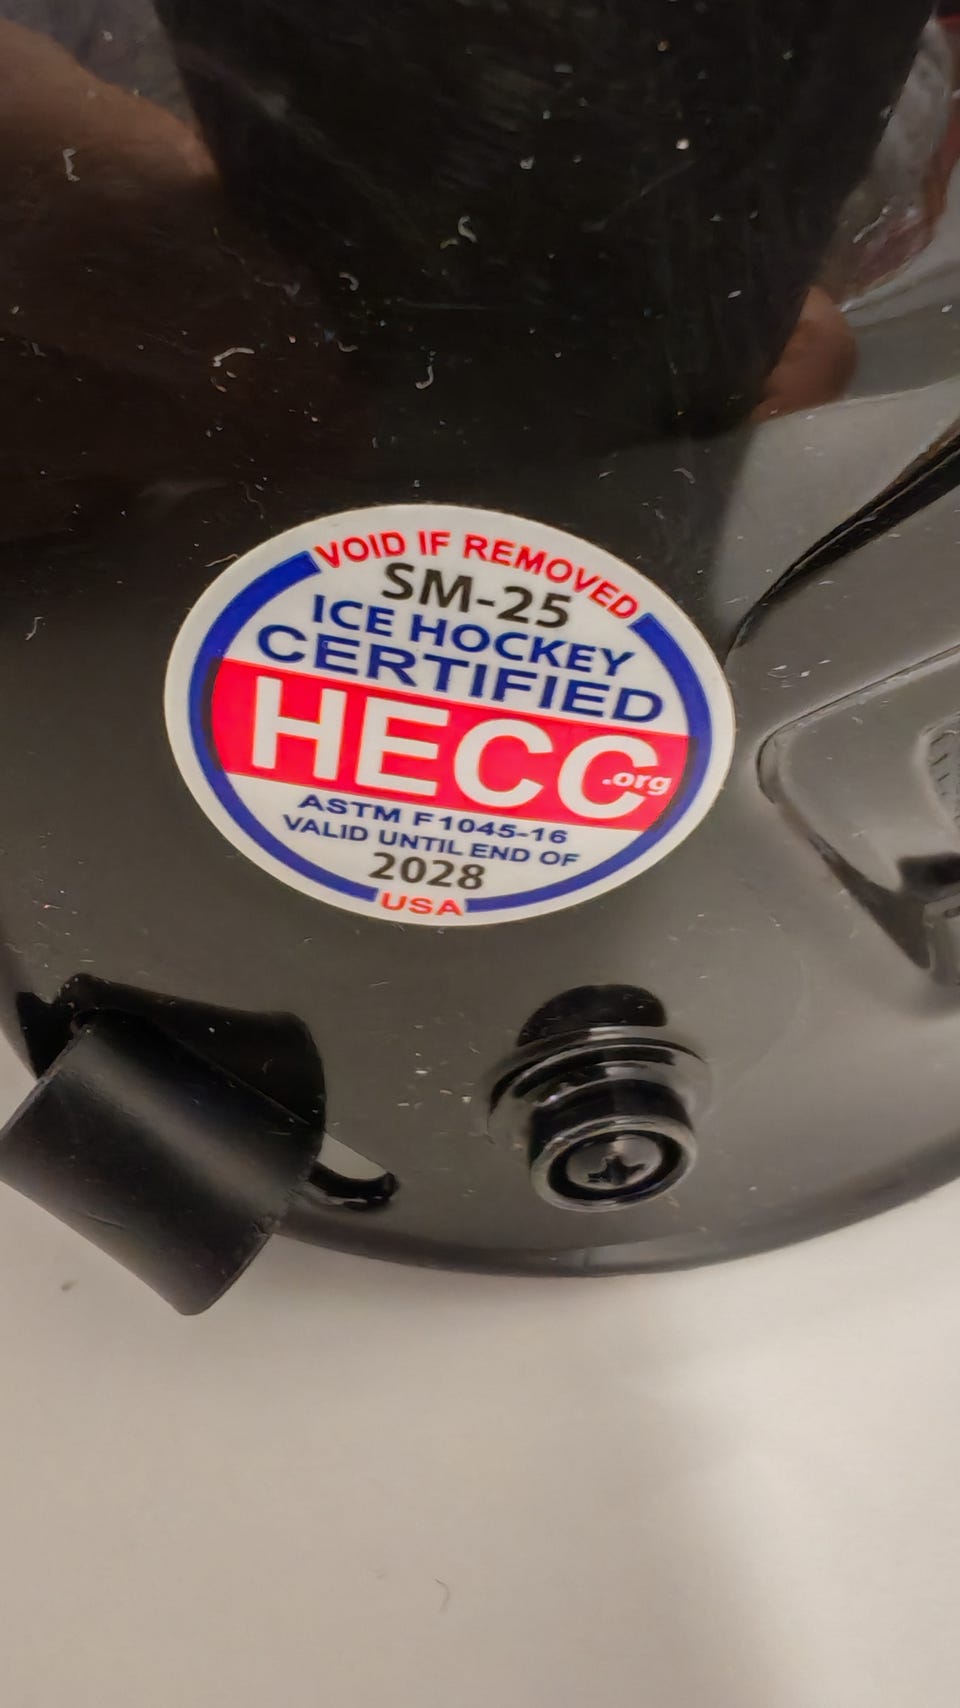 VOID IF REMOVED
SM-25
ICE HOCKEY
CERTIFIED
HECC.org
ASTM F1045-16
VALID UNTIL END OF
2028
USA